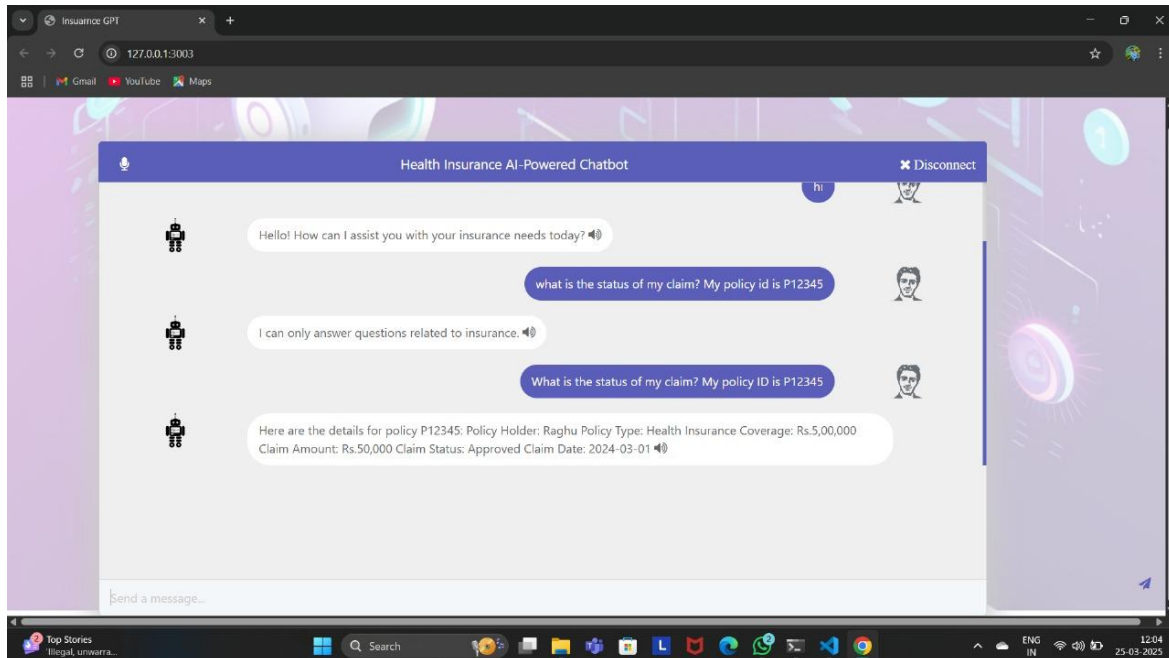 Insuarnce GPT
127.0.0.1:3003
Gmail YouTube Maps
Health Insurance AI-Powered Chatbot
Disconnect
hi
Hello! How can I assist you with your insurance needs today?
what is the status of my claim? My policy id is P12345
I can only answer questions related to insurance.
What is the status of my claim? My policy ID is P12345
Here are the details for policy P12345: Policy Holder: Raghu Policy Type: Health Insurance Coverage: Rs.5,00,000
Claim Amount: Rs.50,000 Claim Status: Approved Claim Date: 2024-03-01
Send a message...
2
Top Stories
'Illegal, unwarra...
Search
L
2
ENG
IN
12:04
25-03-2025